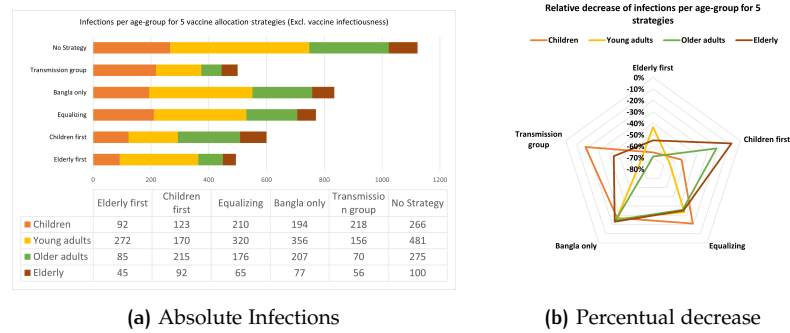 Infections per age-group for 5 vaccine allocation strategies (Excl. vaccine infectiousness)
No Strategy
Transmission group
Bangla only
Equalizing
Children first
Elderly first
0 200 400 600 800 1000 1200
Elderly first Children first Equalizing Bangla only Transmissio n group No Strategy
Children 92 123 210 194 218 266
Young adults 272 170 320 356 156 481
Older adults 85 215 176 207 70 275
Elderly 45 92 65 77 56 100
(a) Absolute Infections
Relative decrease of infections per age-group for 5
strategies
Children Young adults Older adults Elderly
Elderly first
0%
-10%
-20%
-30%
-40%
-50%
-60%
-70%
-80%
Transmission
group
Children first
Bangla only
Equalizing
(b) Percentual decrease